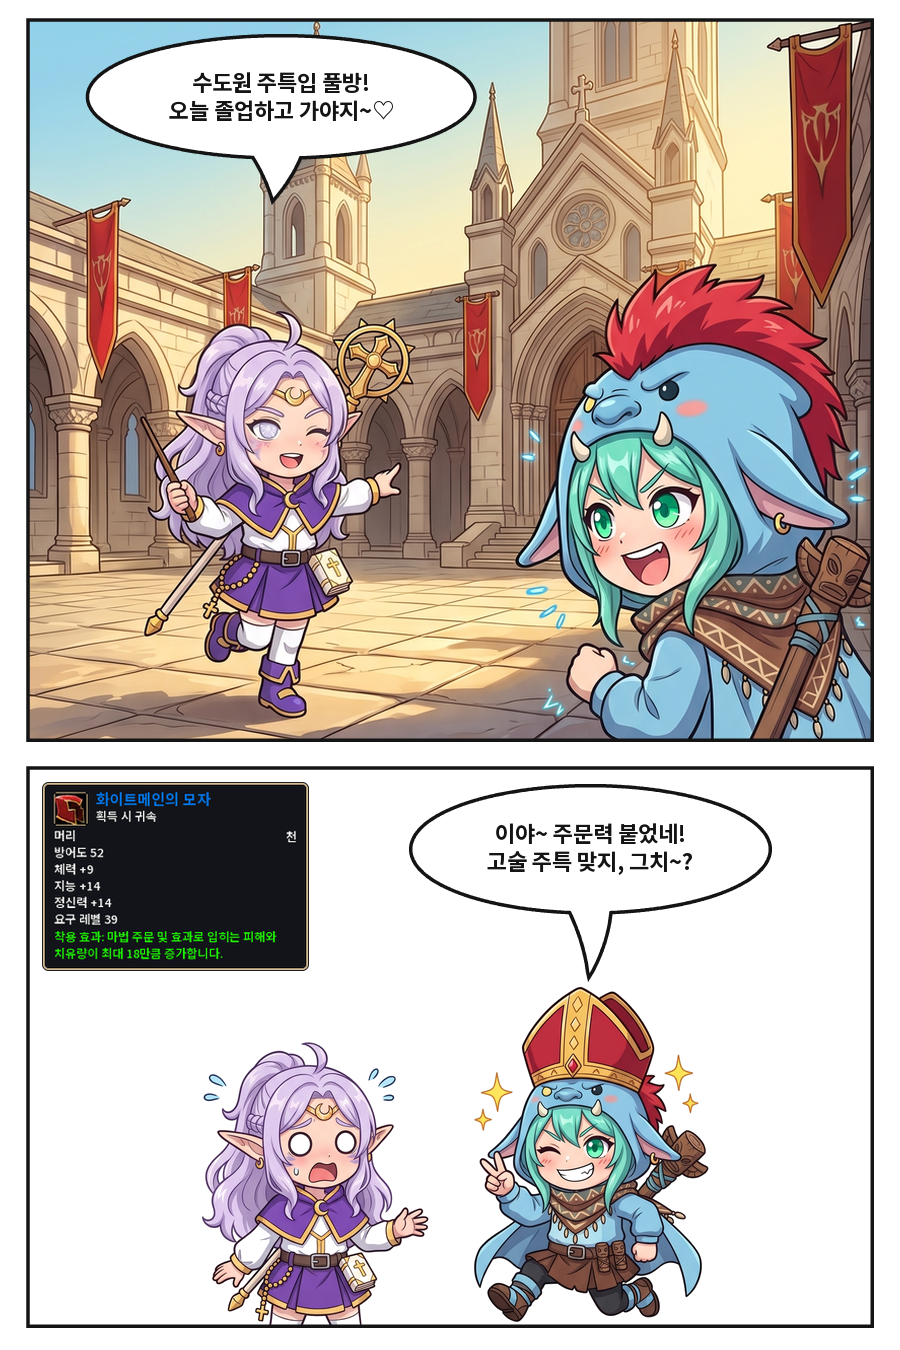 수도원 주특입 풀방!
오늘 졸업하고 가야지~♡
화이트메인의 모자
획득 시 귀속
머리 천
방어도 52
체력 +9
지능 +14
정신력 +14
요구 레벨 39
착용 효과: 마법 주문 및 효과로 입히는 피해와
치유량이 최대 18만큼 증가합니다.
이야~ 주문력 붙었네!
고술 주특 맞지, 그치~?